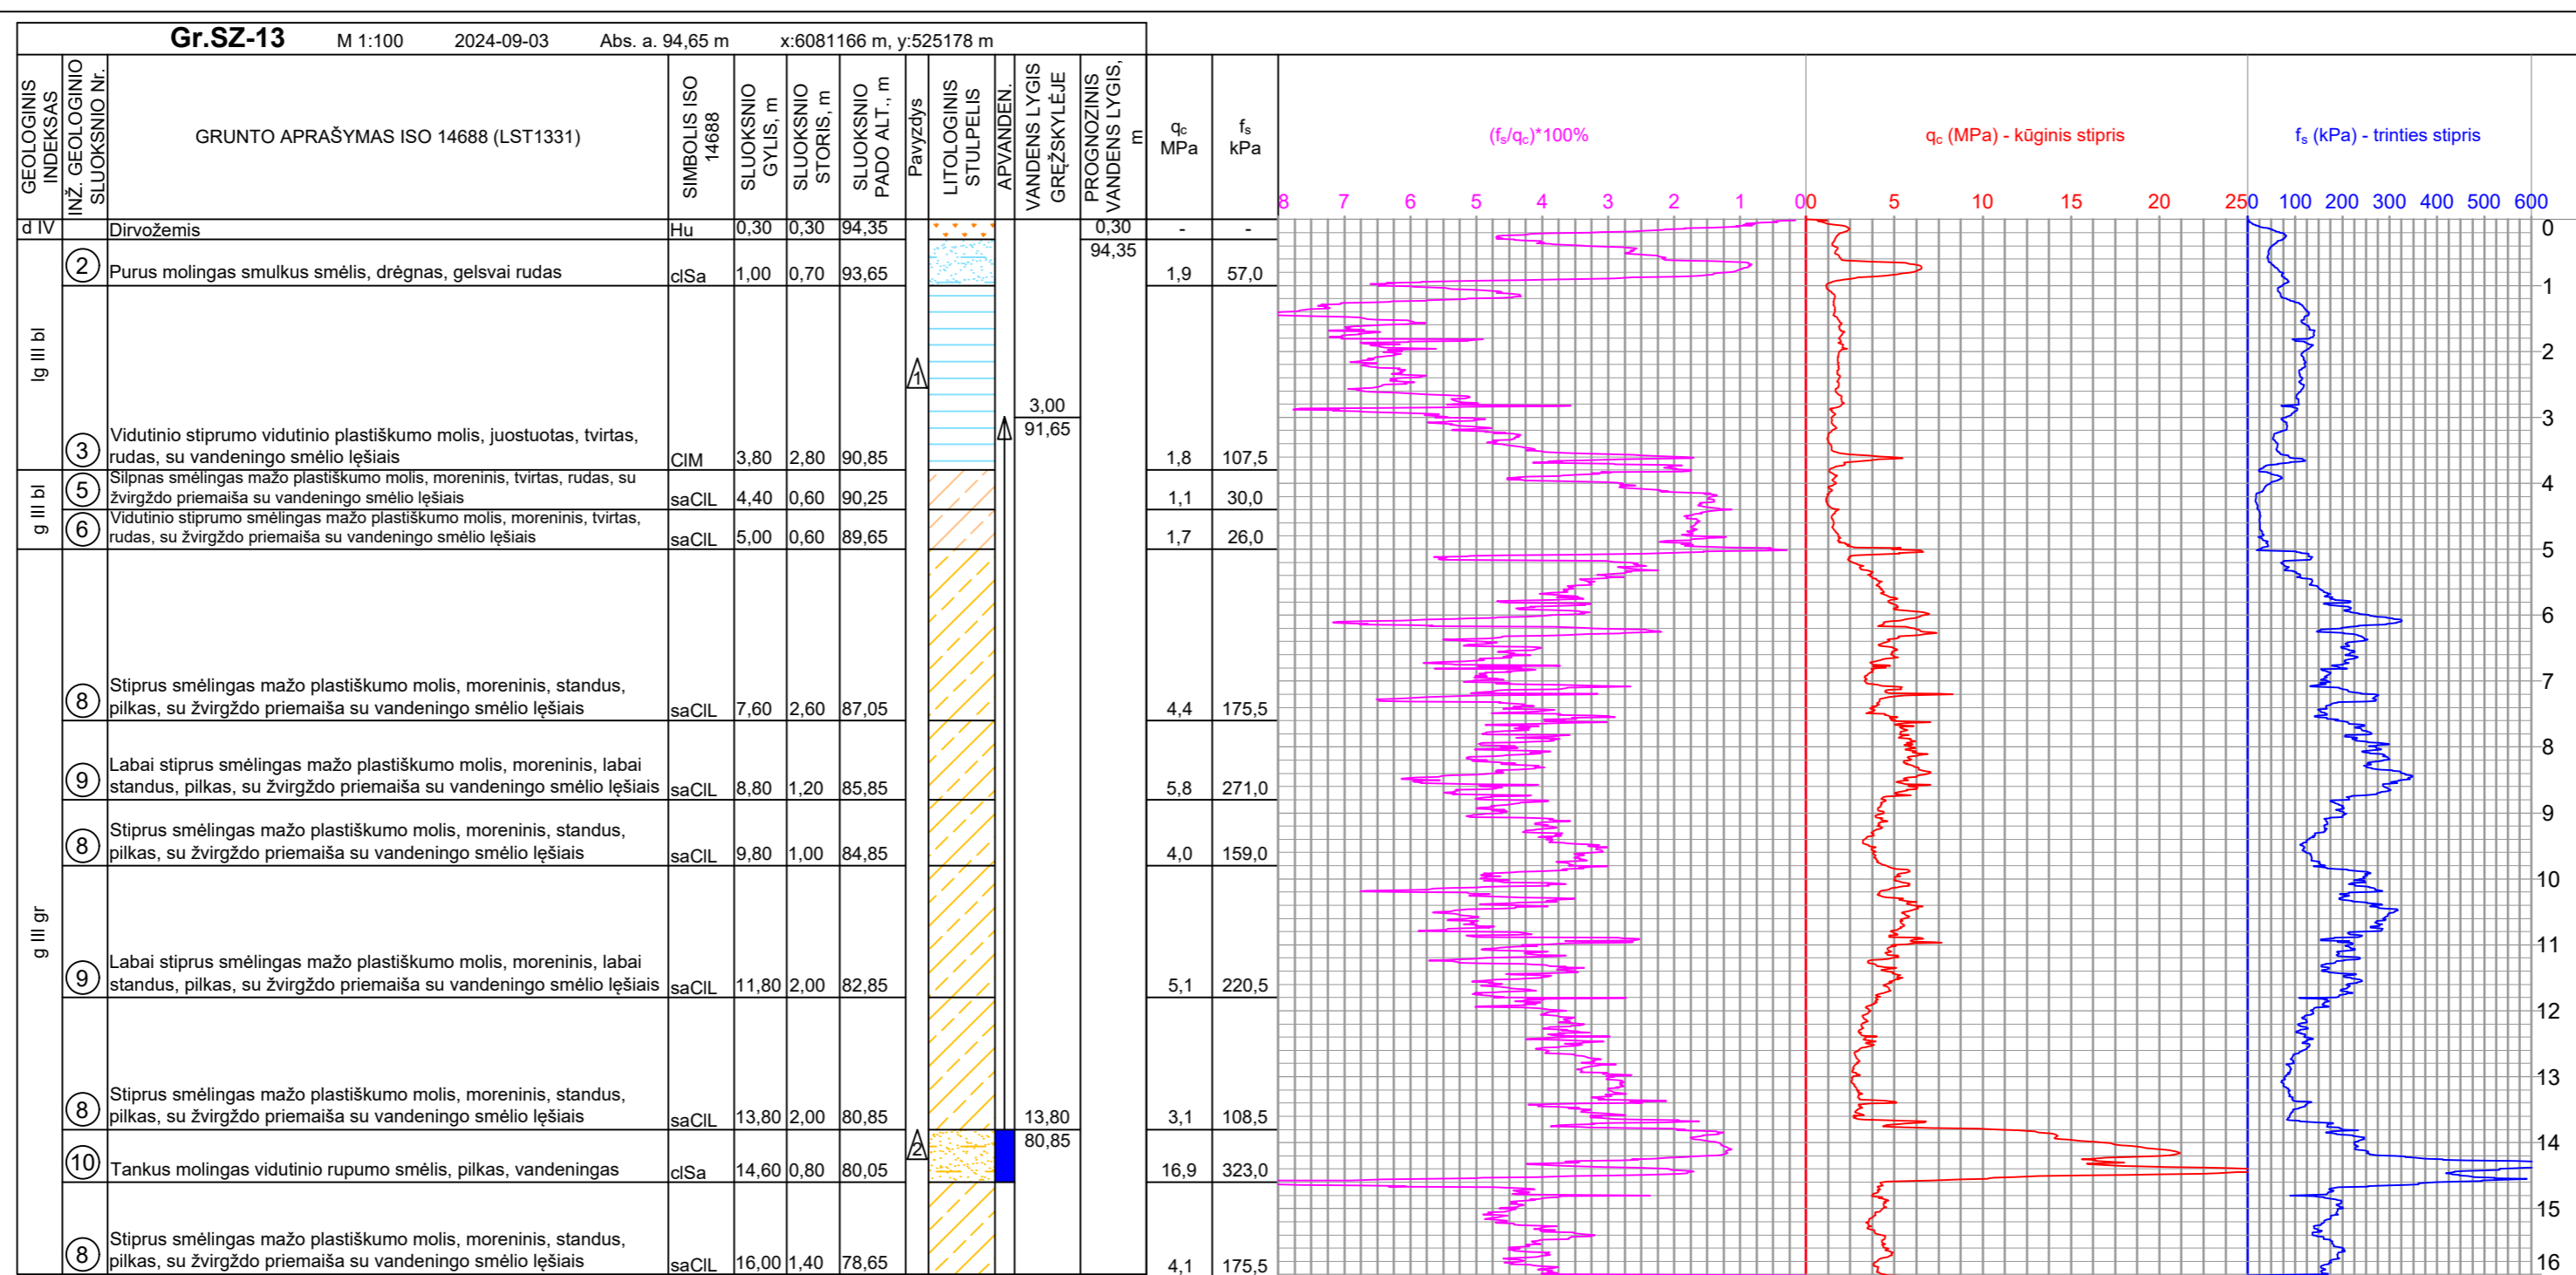 Gr.SZ-13 M 1:100 2024-09-03 Abs. a. 94,65 m x:6081166 m, y:525178 m
GEOLOGINIS INDEKSAS
INŽ. GEOLOGINIO SLUOKSNIO Nr.
GRUNTO APRAŠYMAS ISO 14688 (LST1331)
SIMBOLIS ISO 14688
SLUOKSNIO GYLIS, m
SLUOKSNIO STORIS, m
SLUOKSNIO PADO ALT., m
Pavyzdys
LITOLOGINIS STULPELIS
APVANDEN.
VANDENS LYGIS GRĘŽSKYLĖJE
PROGNOZINIS VANDENS LYGIS, m
qc MPa
fs kPa
(fs/qc)*100%
qc (MPa) - kūginis stipris
fs (kPa) - trinties stipris
8 7 6 5 4 3 2 1 0
0 5 10 15 20 25
0 100 200 300 400 500 600
d IV Dirvožemis Hu 0,30 0,30 94,35 0,30 - -
94,35
lg III bl
2 Purus molingas smulkus smėlis, drėgnas, gelsvai rudas clSa 1,00 0,70 93,65 1,9 57,0
1
3,00
91,65
3 Vidutinio stiprumo vidutinio plastiškumo molis, juostuotas, tvirtas,
rudas, su vandeningo smėlio lęšiais ClM 3,80 2,80 90,85 1,8 107,5
g III bl
5 Silpnas smėlingas mažo plastiškumo molis, moreninis, tvirtas, rudas, su
žvirgždo priemaiša su vandeningo smėlio lęšiais saClL 4,40 0,60 90,25 1,1 30,0
6 Vidutinio stiprumo smėlingas mažo plastiškumo molis, moreninis, tvirtas,
rudas, su žvirgždo priemaiša su vandeningo smėlio lęšiais saClL 5,00 0,60 89,65 1,7 26,0
g III gr
8 Stiprus smėlingas mažo plastiškumo molis, moreninis, standus,
pilkas, su žvirgždo priemaiša su vandeningo smėlio lęšiais saClL 7,60 2,60 87,05 4,4 175,5
9 Labai stiprus smėlingas mažo plastiškumo molis, moreninis, labai
standus, pilkas, su žvirgždo priemaiša su vandeningo smėlio lęšiais saClL 8,80 1,20 85,85 5,8 271,0
8 Stiprus smėlingas mažo plastiškumo molis, moreninis, standus,
pilkas, su žvirgždo priemaiša su vandeningo smėlio lęšiais saClL 9,80 1,00 84,85 4,0 159,0
9 Labai stiprus smėlingas mažo plastiškumo molis, moreninis, labai
standus, pilkas, su žvirgždo priemaiša su vandeningo smėlio lęšiais saClL 11,80 2,00 82,85 5,1 220,5
8 Stiprus smėlingas mažo plastiškumo molis, moreninis, standus,
pilkas, su žvirgždo priemaiša su vandeningo smėlio lęšiais saClL 13,80 2,00 80,85 13,80 3,1 108,5
2 80,85
10 Tankus molingas vidutinio rupumo smėlis, pilkas, vandeningas clSa 14,60 0,80 80,05 16,9 323,0
8 Stiprus smėlingas mažo plastiškumo molis, moreninis, standus,
pilkas, su žvirgždo priemaiša su vandeningo smėlio lęšiais saClL 16,00 1,40 78,65 4,1 175,5
0
1
2
3
4
5
6
7
8
9
10
11
12
13
14
15
16